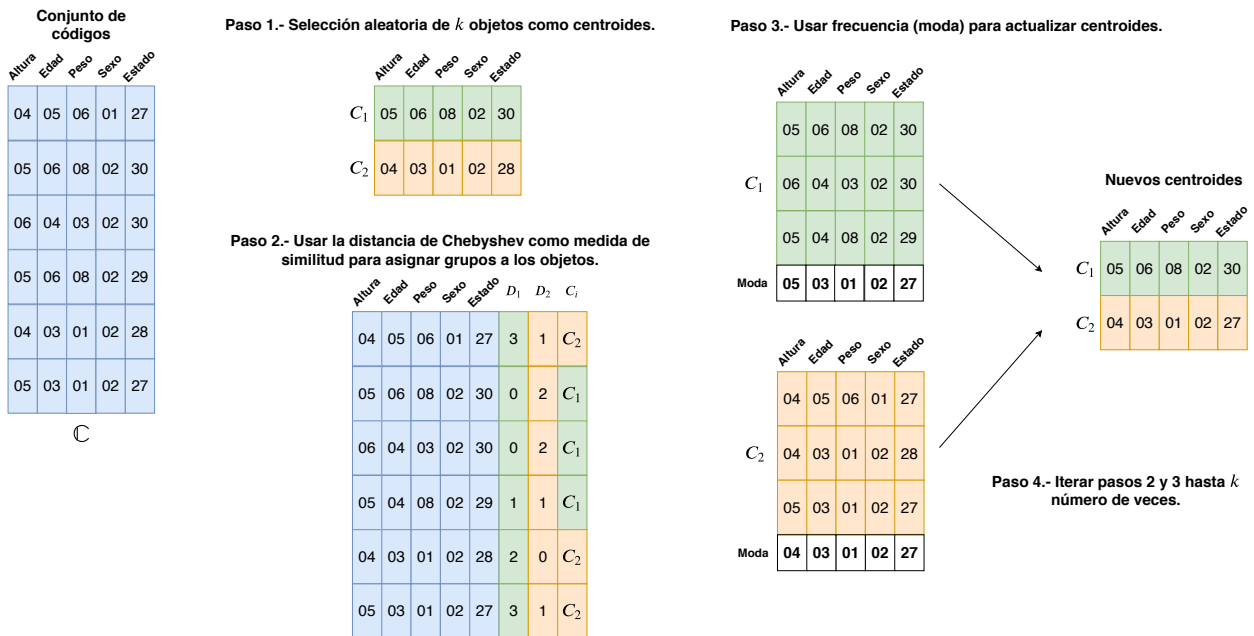 Conjunto de
códigos
Altura Edad Peso Sexo Estado
04 05 06 01 27
05 06 08 02 30
06 04 03 02 30
05 06 08 02 29
04 03 01 02 28
05 03 01 02 27
ℂ
Paso 1.- Selección aleatoria de k objetos como centroides.
Altura Edad Peso Sexo Estado
C1 05 06 08 02 30
C2 04 03 01 02 28
Paso 2.- Usar la distancia de Chebyshev como medida de
similitud para asignar grupos a los objetos.
Altura Edad Peso Sexo Estado D1 D2 Ci
04 05 06 01 27 3 1 C2
05 06 08 02 30 0 2 C1
06 04 03 02 30 0 2 C1
05 04 08 02 29 1 1 C1
04 03 01 02 28 2 0 C2
05 03 01 02 27 3 1 C2
Paso 3.- Usar frecuencia (moda) para actualizar centroides.
Altura Edad Peso Sexo Estado
05 06 08 02 30
C1 06 04 03 02 30
05 04 08 02 29
Moda 05 03 01 02 27
Altura Edad Peso Sexo Estado
04 05 06 01 27
C2 04 03 01 02 28
05 03 01 02 27
Moda 04 03 01 02 27
Nuevos centroides
Altura Edad Peso Sexo Estado
C1 05 06 08 02 30
C2 04 03 01 02 27
Paso 4.- Iterar pasos 2 y 3 hasta k
número de veces.